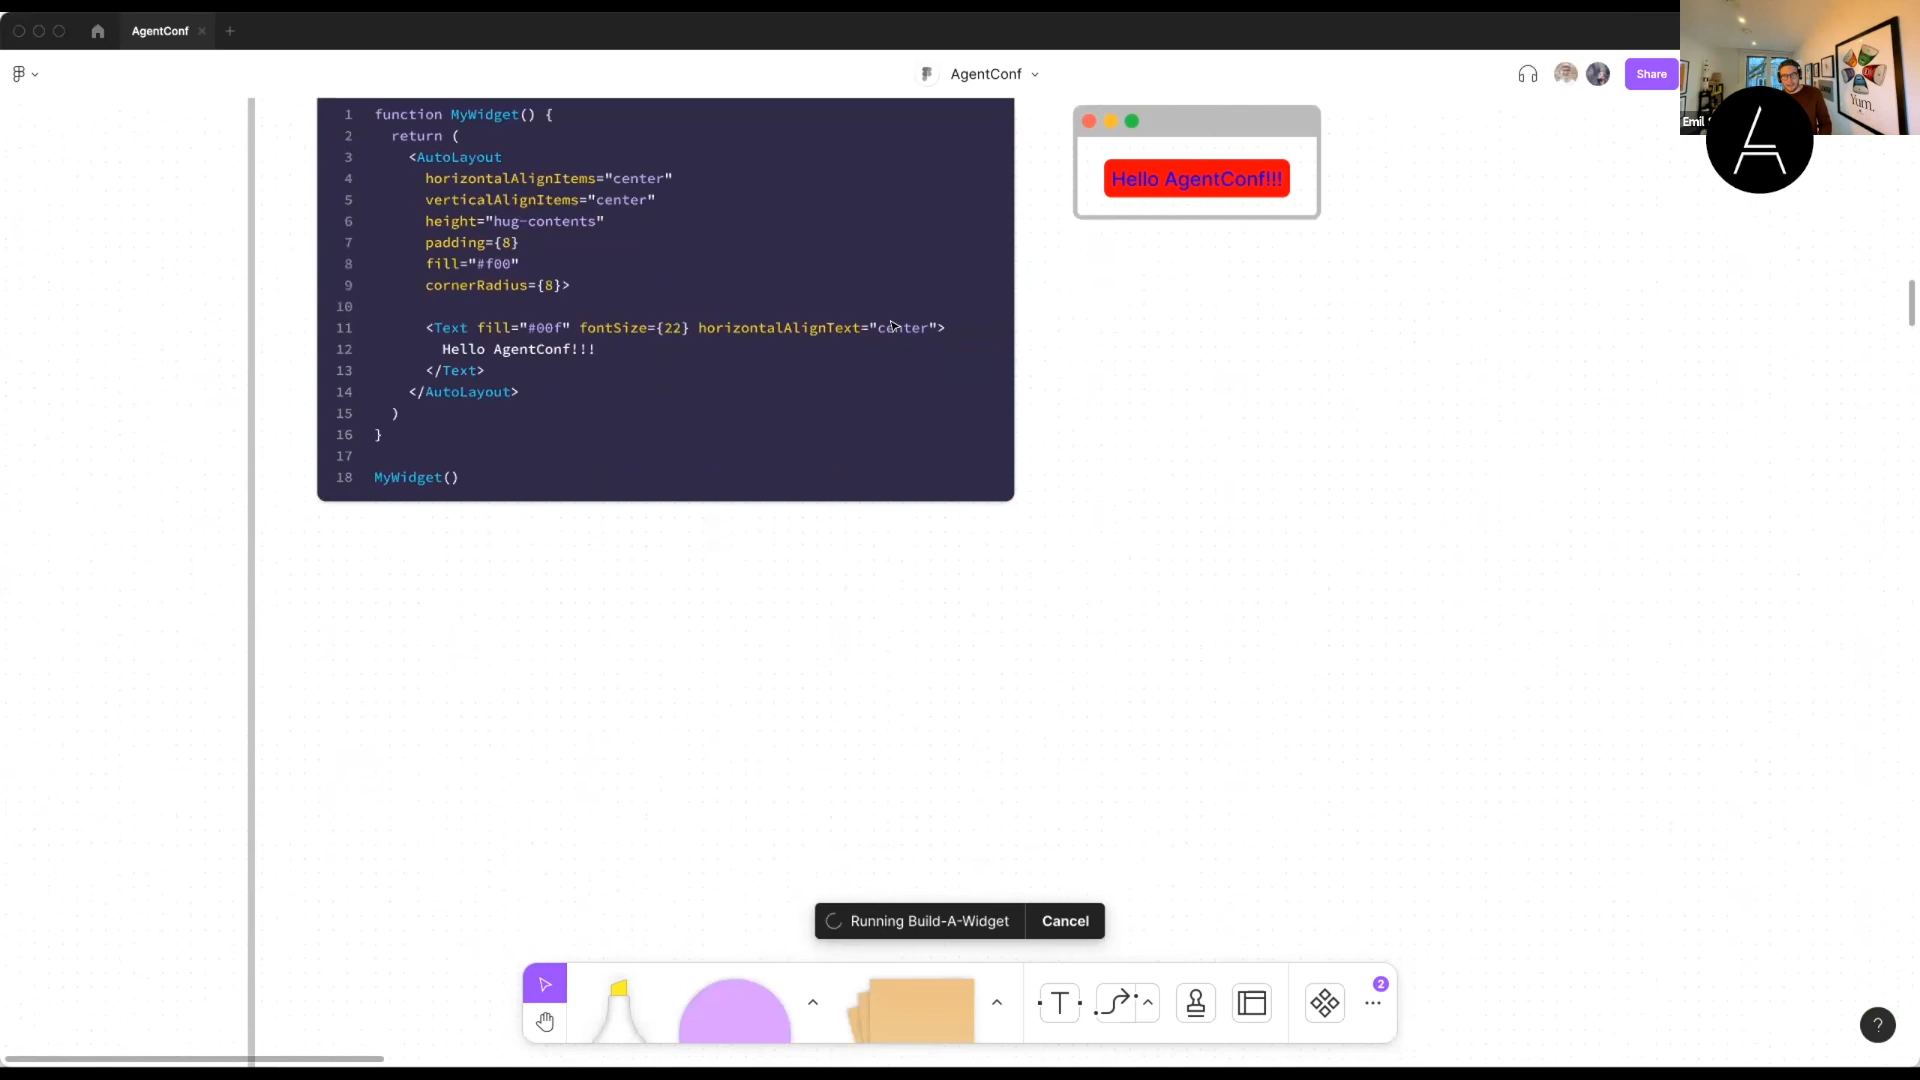 AgentConf
AgentConf
Share
Yum.
Emil
1 function MyWidget() {
2 return (
3 <AutoLayout
4 horizontalAlignItems="center"
5 verticalAlignItems="center"
6 height="hug-contents"
7 padding={8}
8 fill="#f00"
9 cornerRadius={8}>
10
11 <Text fill="#00f" fontSize={22} horizontalAlignText="center">
12 Hello AgentConf!!!
13 </Text>
14 </AutoLayout>
15 )
16 }
17
18 MyWidget()
Hello AgentConf!!!
Running Build-A-Widget Cancel
T
2
?